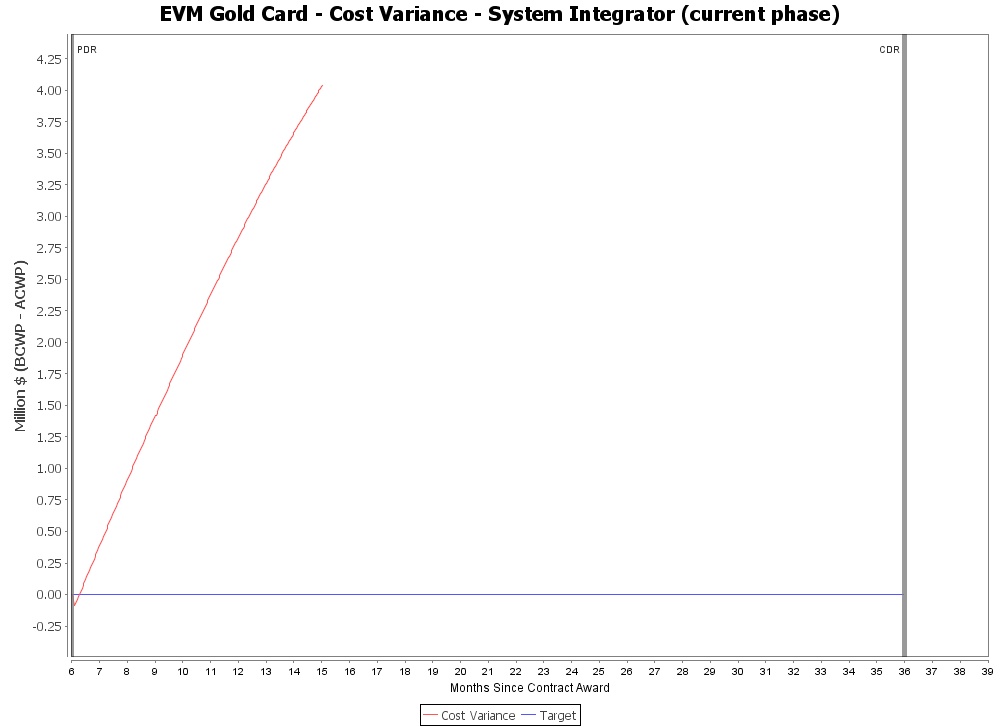 EVM Gold Card - Cost Variance - System Integrator (current phase)
PDR
CDR
4.25
4.00
3.75
3.50
3.25
3.00
2.75
2.50
2.25
2.00
1.75
1.50
1.25
1.00
0.75
0.50
0.25
0.00
-0.25
Million $ (BCWP - ACWP)
6 7 8 9 10 11 12 13 14 15 16 17 18 19 20 21 22 23 24 25 26 27 28 29 30 31 32 33 34 35 36 37 38 39
Months Since Contract Award
Cost Variance Target